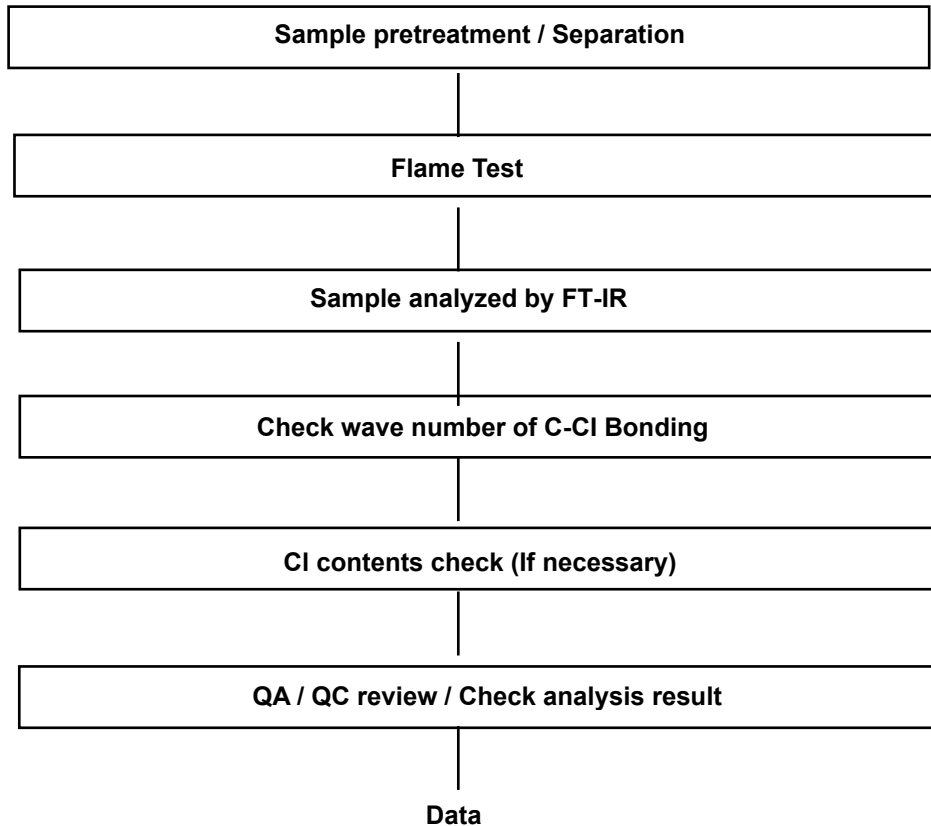 Sample pretreatment / Separation
Flame Test
Sample analyzed by FT-IR
Check wave number of C-Cl Bonding
Cl contents check (If necessary)
QA / QC review / Check analysis result
Data